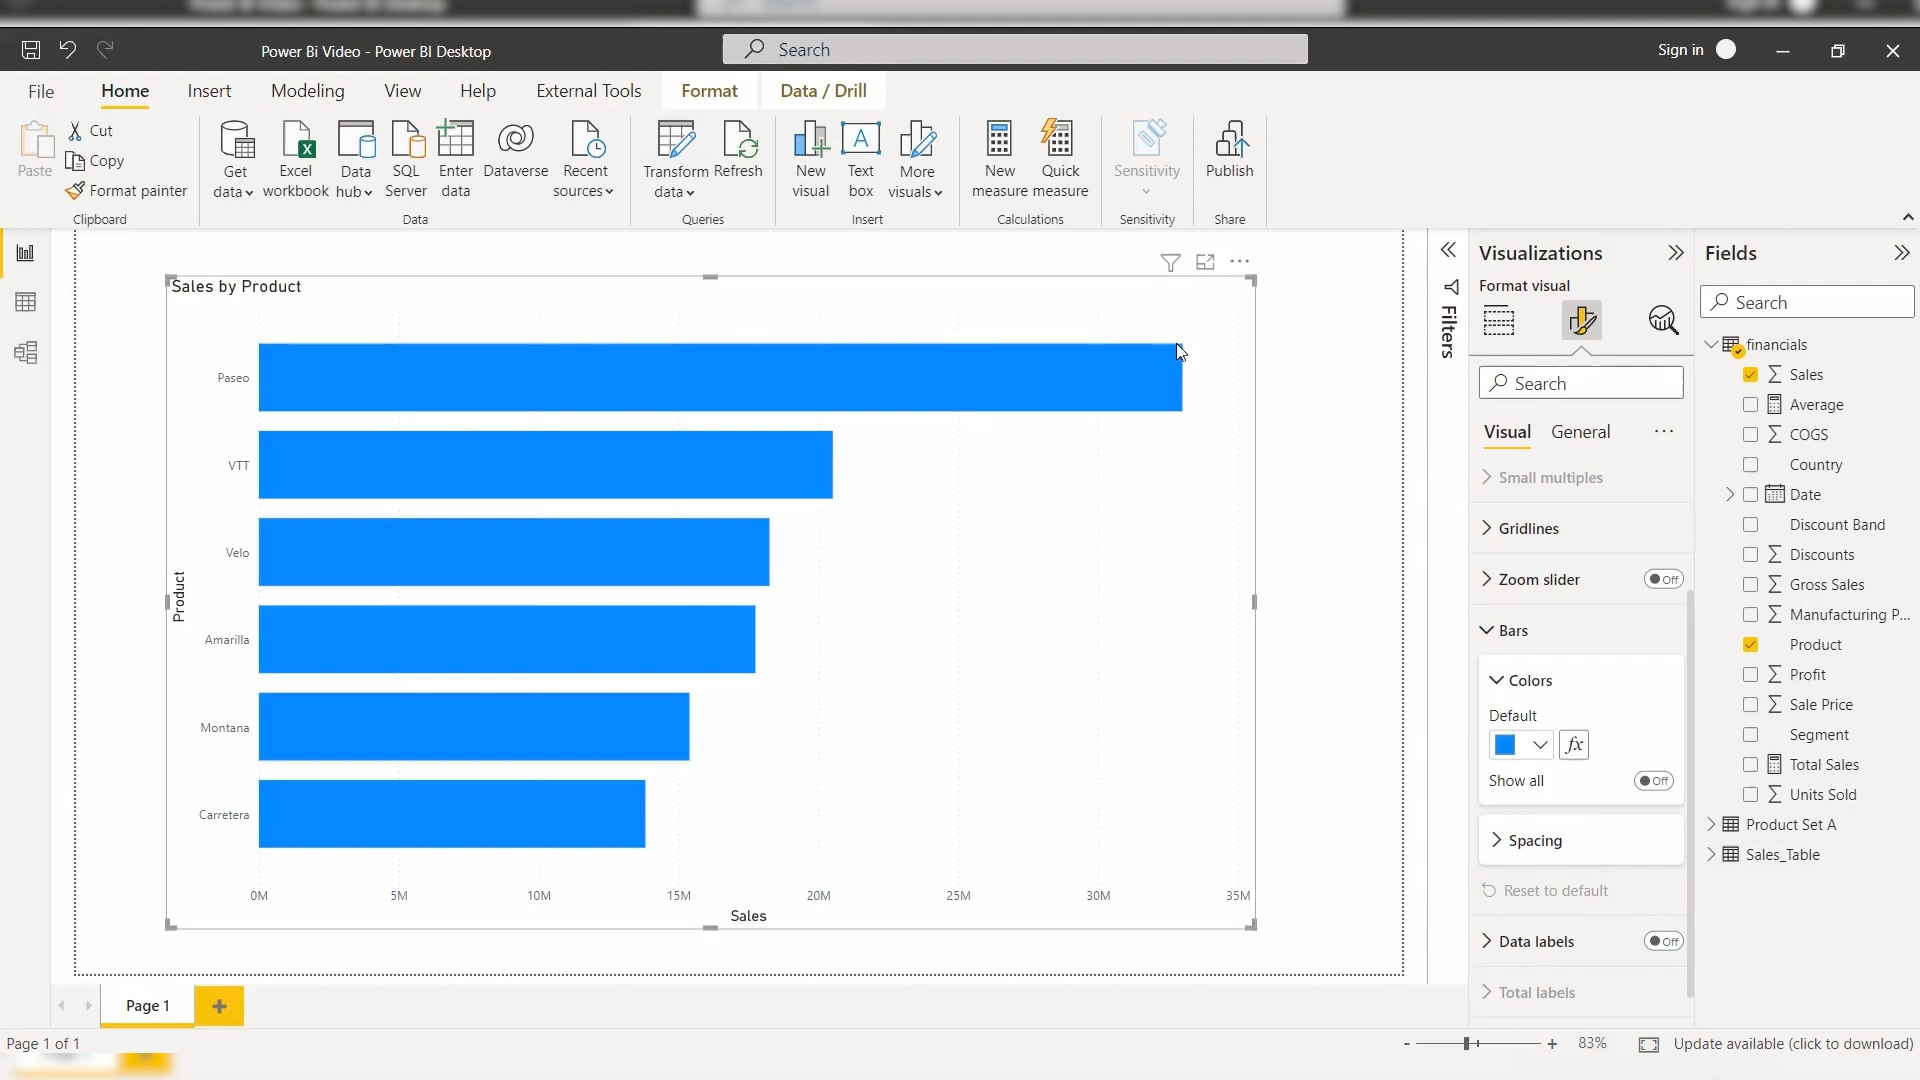 Power Bi Video - Power BI Desktop
Search
Sign in
File
Home
Insert
Modeling
View
Help
External Tools
Format
Data / Drill
Paste
Cut
Copy
Format painter
Clipboard
Get data
Excel workbook
Data hub
SQL Server
Enter data
Dataverse
Recent sources
Data
Transform data
Refresh
Queries
New visual
Text box
More visuals
Insert
New measure
Quick measure
Calculations
Sensitivity
Sensitivity
Publish
Share
Sales by Product
Product
Paseo
VTT
Velo
Amarilla
Montana
Carretera
0M
5M
10M
15M
20M
25M
30M
35M
Sales
Filters
Visualizations
Format visual
Search
Visual
General
Small multiples
Gridlines
Zoom slider
Off
Bars
Colors
Default
fx
Show all
Off
Spacing
Reset to default
Data labels
Off
Total labels
Fields
Search
financials
Sales
Average
COGS
Country
Date
Discount Band
Discounts
Gross Sales
Manufacturing P...
Product
Profit
Sale Price
Segment
Total Sales
Units Sold
Product Set A
Sales_Table
Page 1
Page 1 of 1
83%
Update available (click to download)